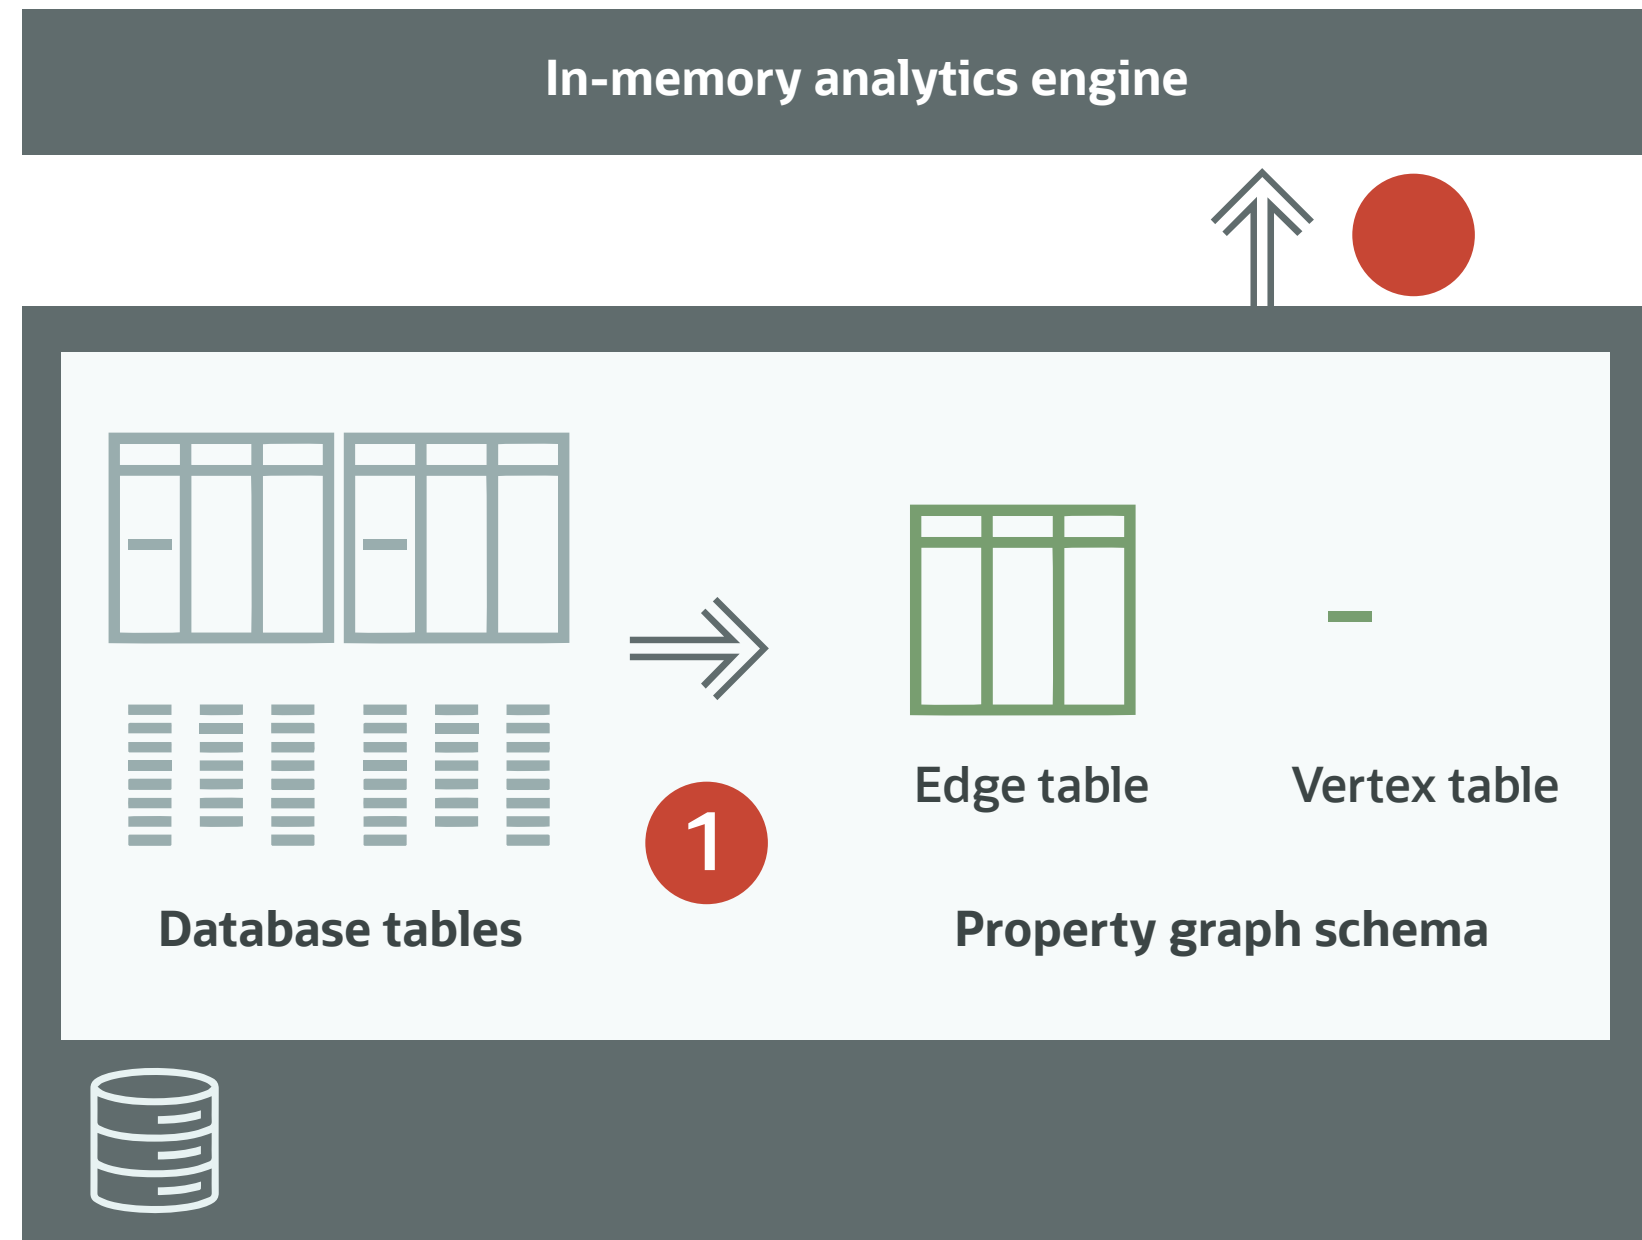 In-memory analytics engine
Edge table
Vertex table
1
Database tables
Property graph schema